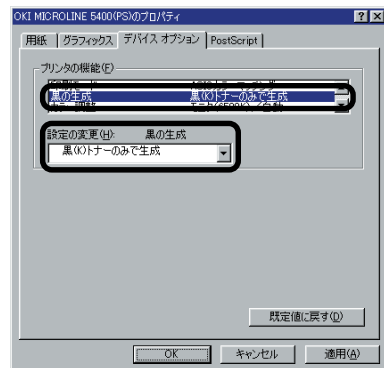 OKI MICROLINE 5400(PS)のプロパティ
用紙 グラフィックス デバイス オプション PostScript
プリンタの機能(F)
黒の生成 黒(K)トナーのみで生成
設定の変更(H): 黒の生成
黒(K)トナーのみで生成
既定値に戻す(D)
OK キャンセル 適用(A)